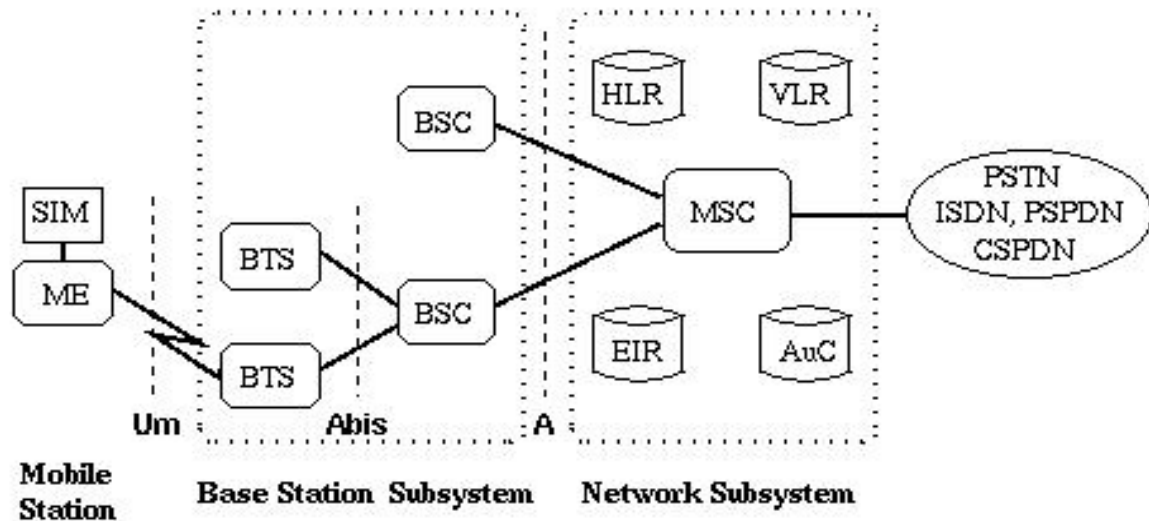 HLR
VLR
BSC
PSTN
ISDN, PSPDN
CSPDN
MSC
SIM
BTS
ME
BSC
EIR
AuC
BTS
Um
Abis
A
Mobile
Station
Base Station Subsystem
Network Subsystem